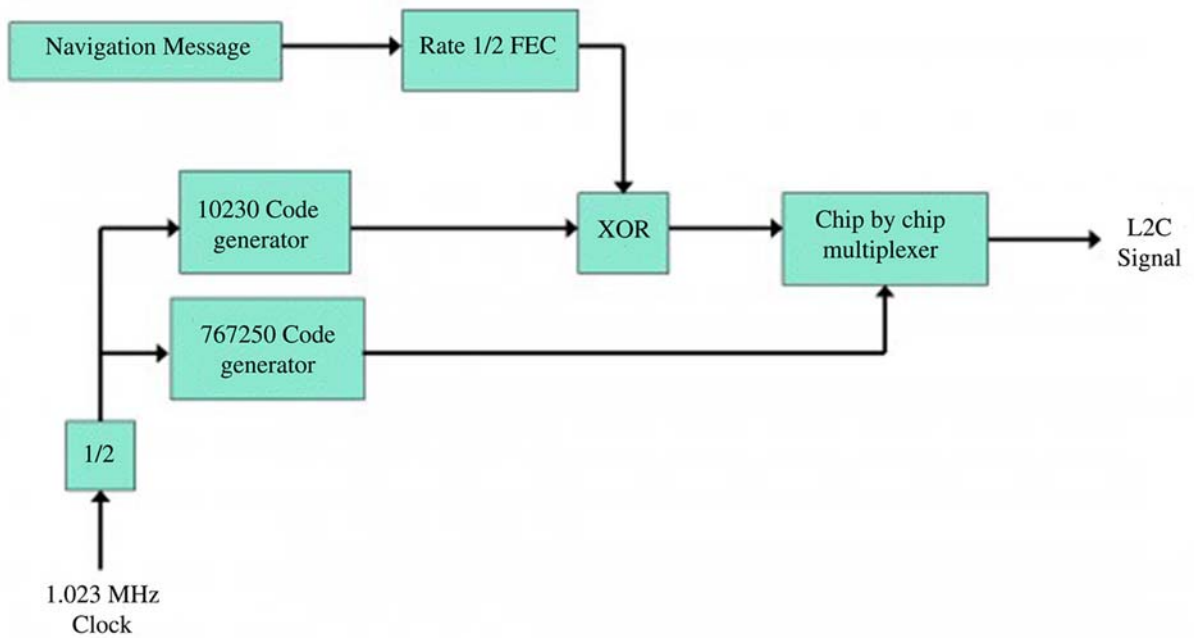 Navigation Message
Rate 1/2 FEC
10230 Code
generator
XOR
Chip by chip
multiplexer
L2C
Signal
767250 Code
generator
1/2
1.023 MHz
Clock